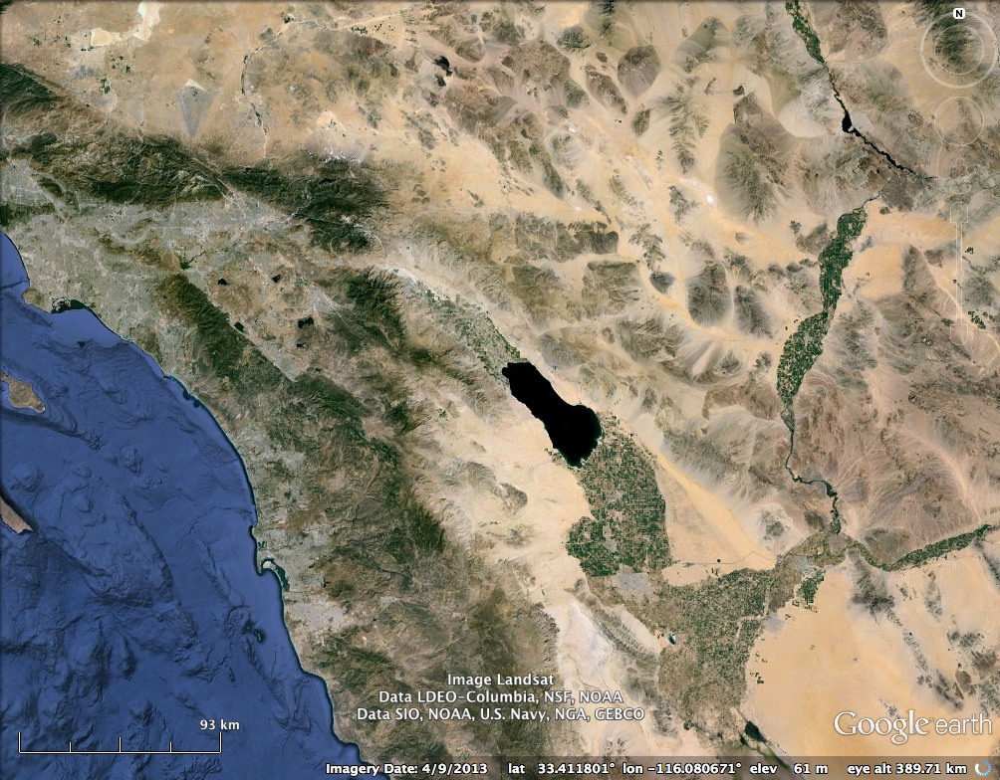 N
Image Landsat
Data LDEO-Columbia, NSF, NOAA
Data SIO, NOAA, U.S. Navy, NGA, GEBCO
93 km
Google earth
Imagery Date: 4/9/2013 lat 33.411801° lon -116.080671° elev 61 m eye alt 389.71 km